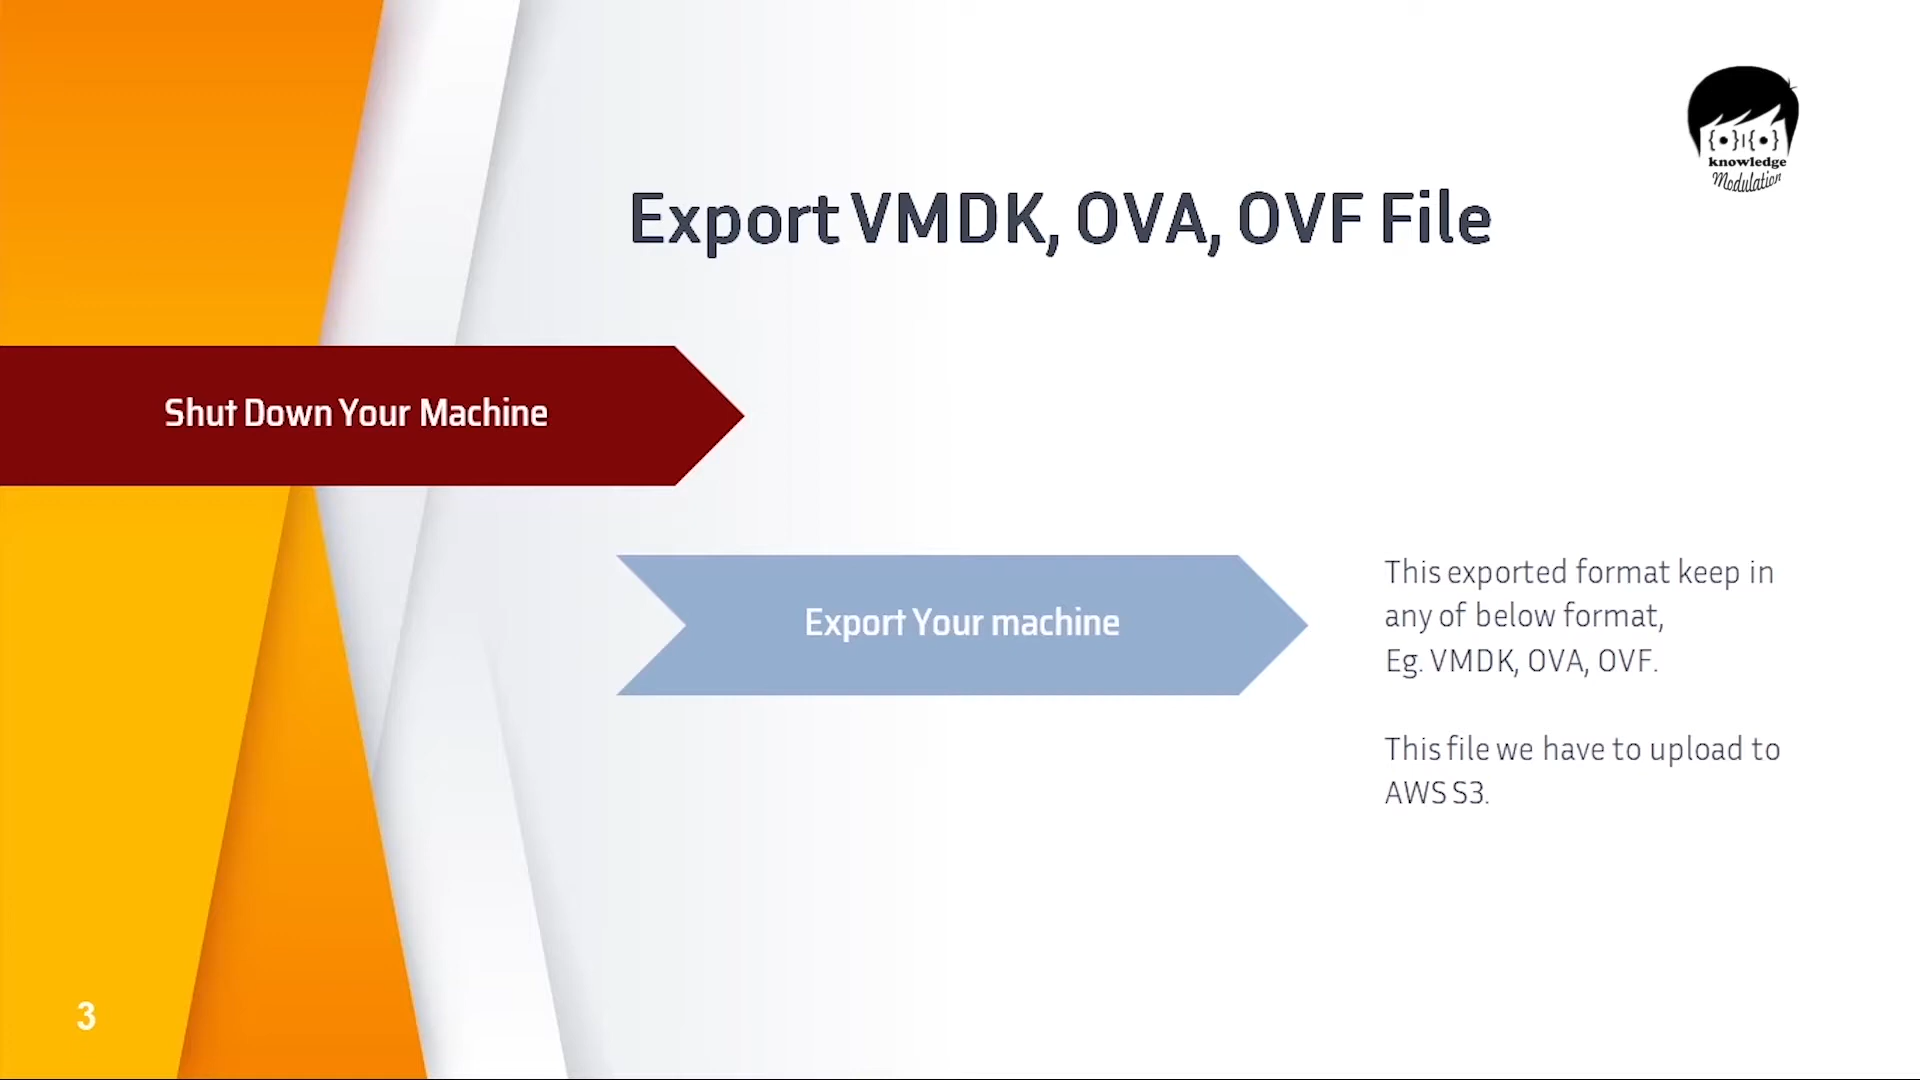 {•}|{•}
knowledge
Modulation
Export VMDK, OVA, OVF File
Shut Down Your Machine
Export Your machine
This exported format keep in
any of below format,
Eg. VMDK, OVA, OVF.
This file we have to upload to
AWS S3.
3